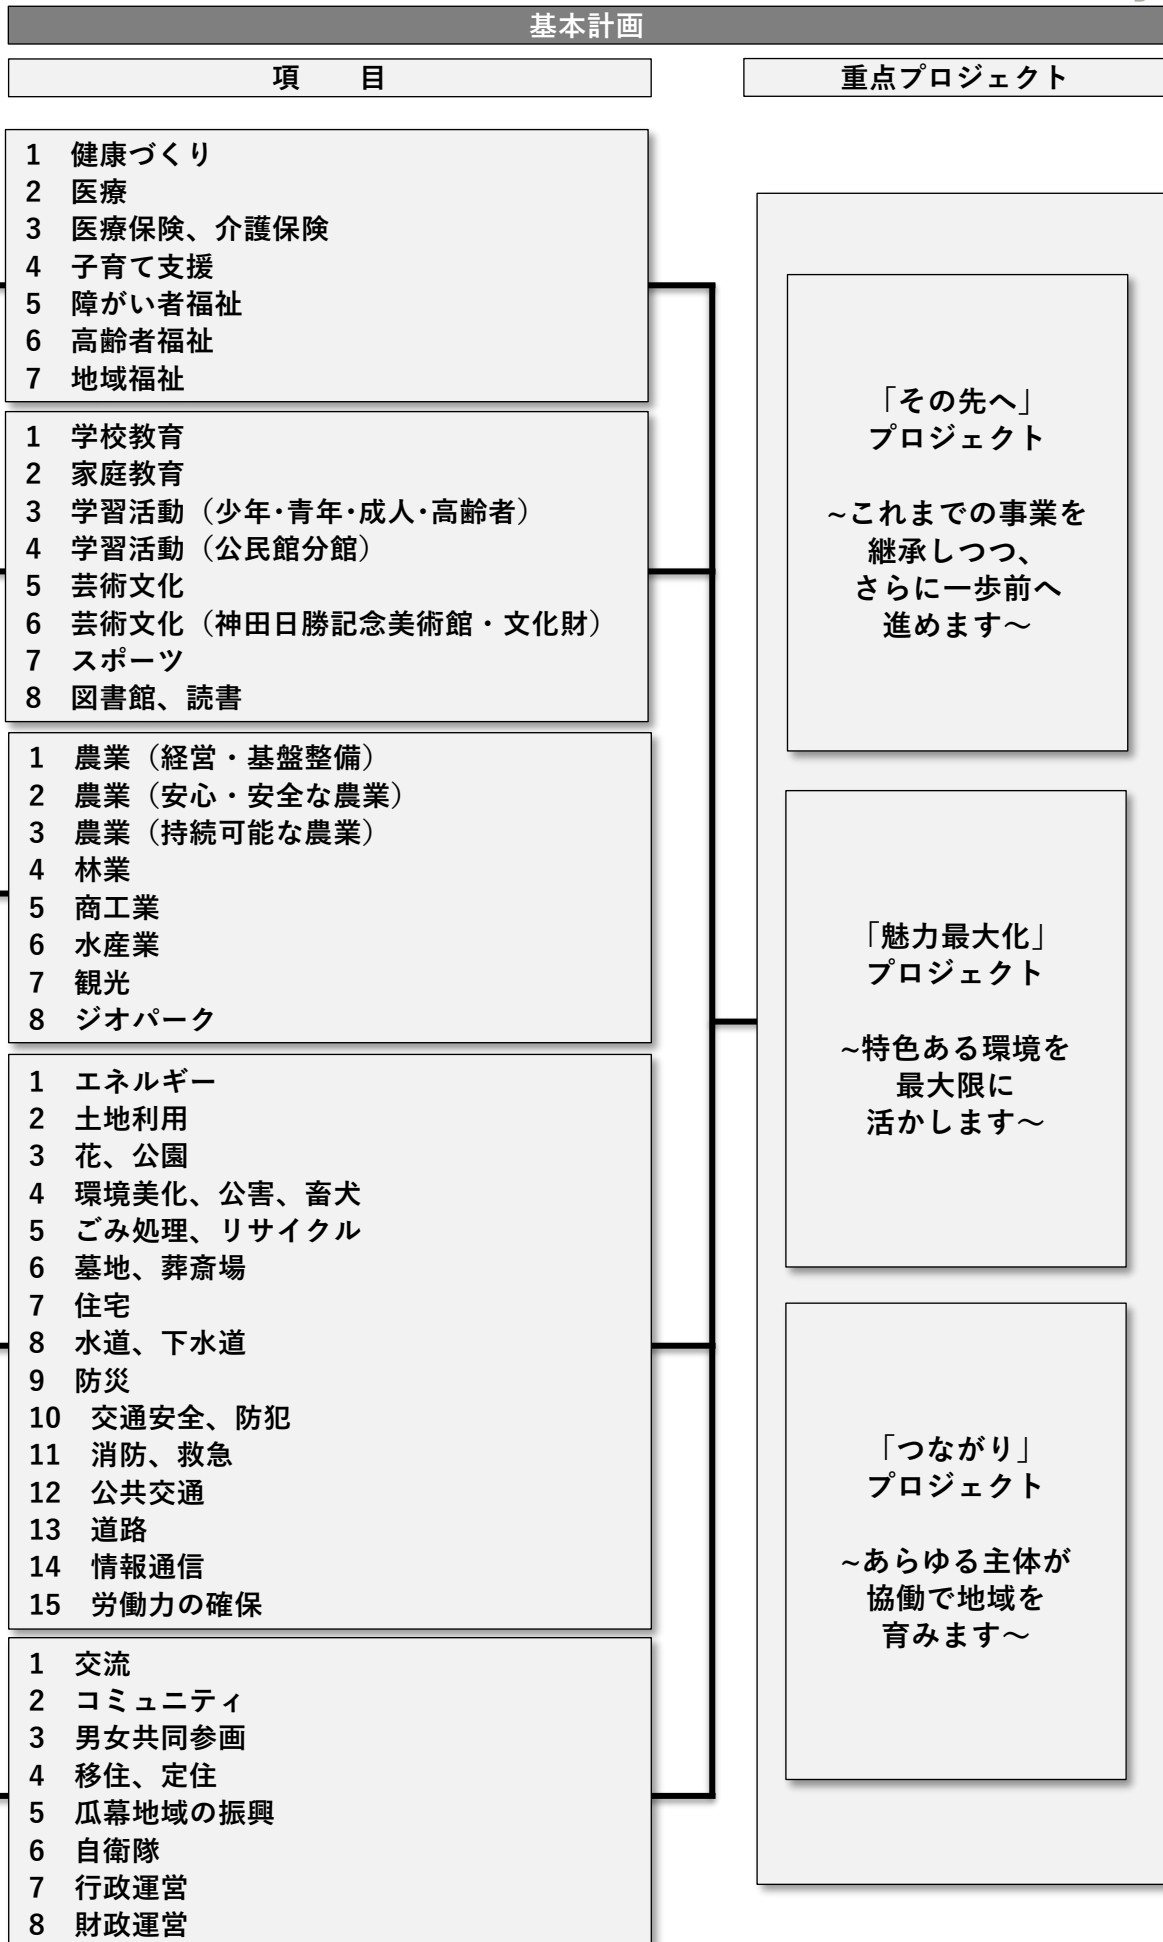 基本計画
項　　目
重点プロジェクト
1　健康づくり
2　医療
3　医療保険、介護保険
4　子育て支援
5　障がい者福祉
6　高齢者福祉
7　地域福祉
1　学校教育
2　家庭教育
3　学習活動（少年･青年･成人･高齢者）
4　学習活動（公民館分館）
5　芸術文化
6　芸術文化（神田日勝記念美術館・文化財）
7　スポーツ
8　図書館、読書
1　農業（経営・基盤整備）
2　農業（安心・安全な農業）
3　農業（持続可能な農業）
4　林業
5　商工業
6　水産業
7　観光
8　ジオパーク
1　エネルギー
2　土地利用
3　花、公園
4　環境美化、公害、畜犬
5　ごみ処理、リサイクル
6　墓地、葬斎場
7　住宅
8　水道、下水道
9　防災
10　交通安全、防犯
11　消防、救急
12　公共交通
13　道路
14　情報通信
15　労働力の確保
1　交流
2　コミュニティ
3　男女共同参画
4　移住、定住
5　瓜幕地域の振興
6　自衛隊
7　行政運営
8　財政運営
「その先へ」
プロジェクト
~これまでの事業を
継承しつつ、
さらに一歩前へ
進めます～
「魅力最大化」
プロジェクト
~特色ある環境を
最大限に
活かします～
「つながり」
プロジェクト
~あらゆる主体が
協働で地域を
育みます～